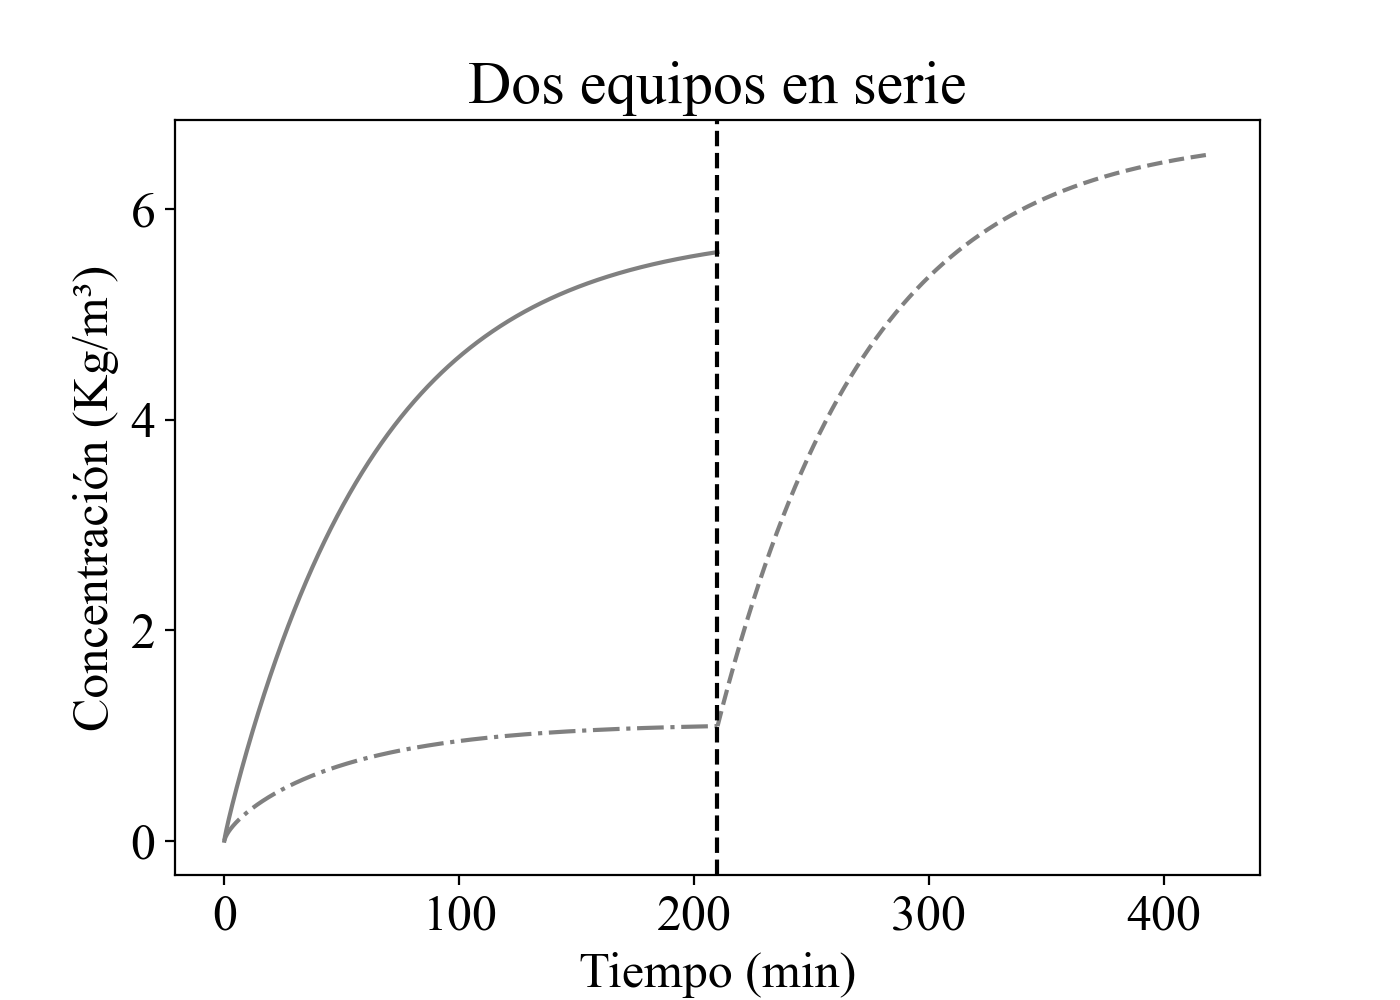 Dos equipos en serie
Concentración (Kg/m³)
6
4
2
0
0 100 200 300 400
Tiempo (min)